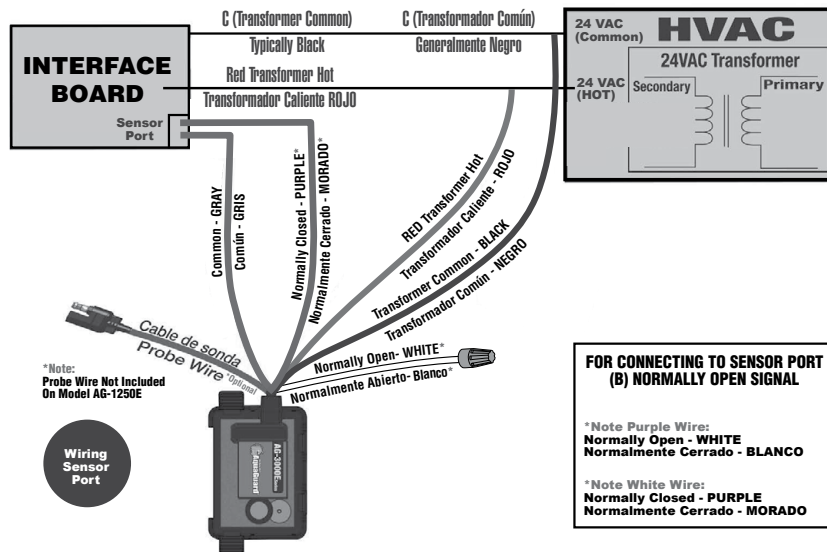 C (Transformer Common)
Typically Black
C (Transformador Común)
Generalmente Negro
Red Transformer Hot
Transformador Caliente ROJO
INTERFACE
BOARD
Sensor
Port
24 VAC
(Common)
HVAC
24VAC Transformer
24 VAC
(HOT)
Secondary
Primary
Common - GRAY
Común - GRIS
Normally Closed - PURPLE*
Normalmente Cerrado - MORADO*
RED Transformer Hot
Transformador Caliente - ROJO
Transformer Common - BLACK
Transformador Común - NEGRO
Cable de sonda
Probe Wire *Optional
Normally Open- WHITE*
Normalmente Abierto- Blanco*
*Note:
Probe Wire Not Included
On Model AG-1250E
Wiring
Sensor
Port
AG-3000E
AquaGuard
FOR CONNECTING TO SENSOR PORT
(B) NORMALLY OPEN SIGNAL
*Note Purple Wire:
Normally Open - WHITE
Normalmente Cerrado - BLANCO
*Note White Wire:
Normally Closed - PURPLE
Normalmente Cerrado - MORADO